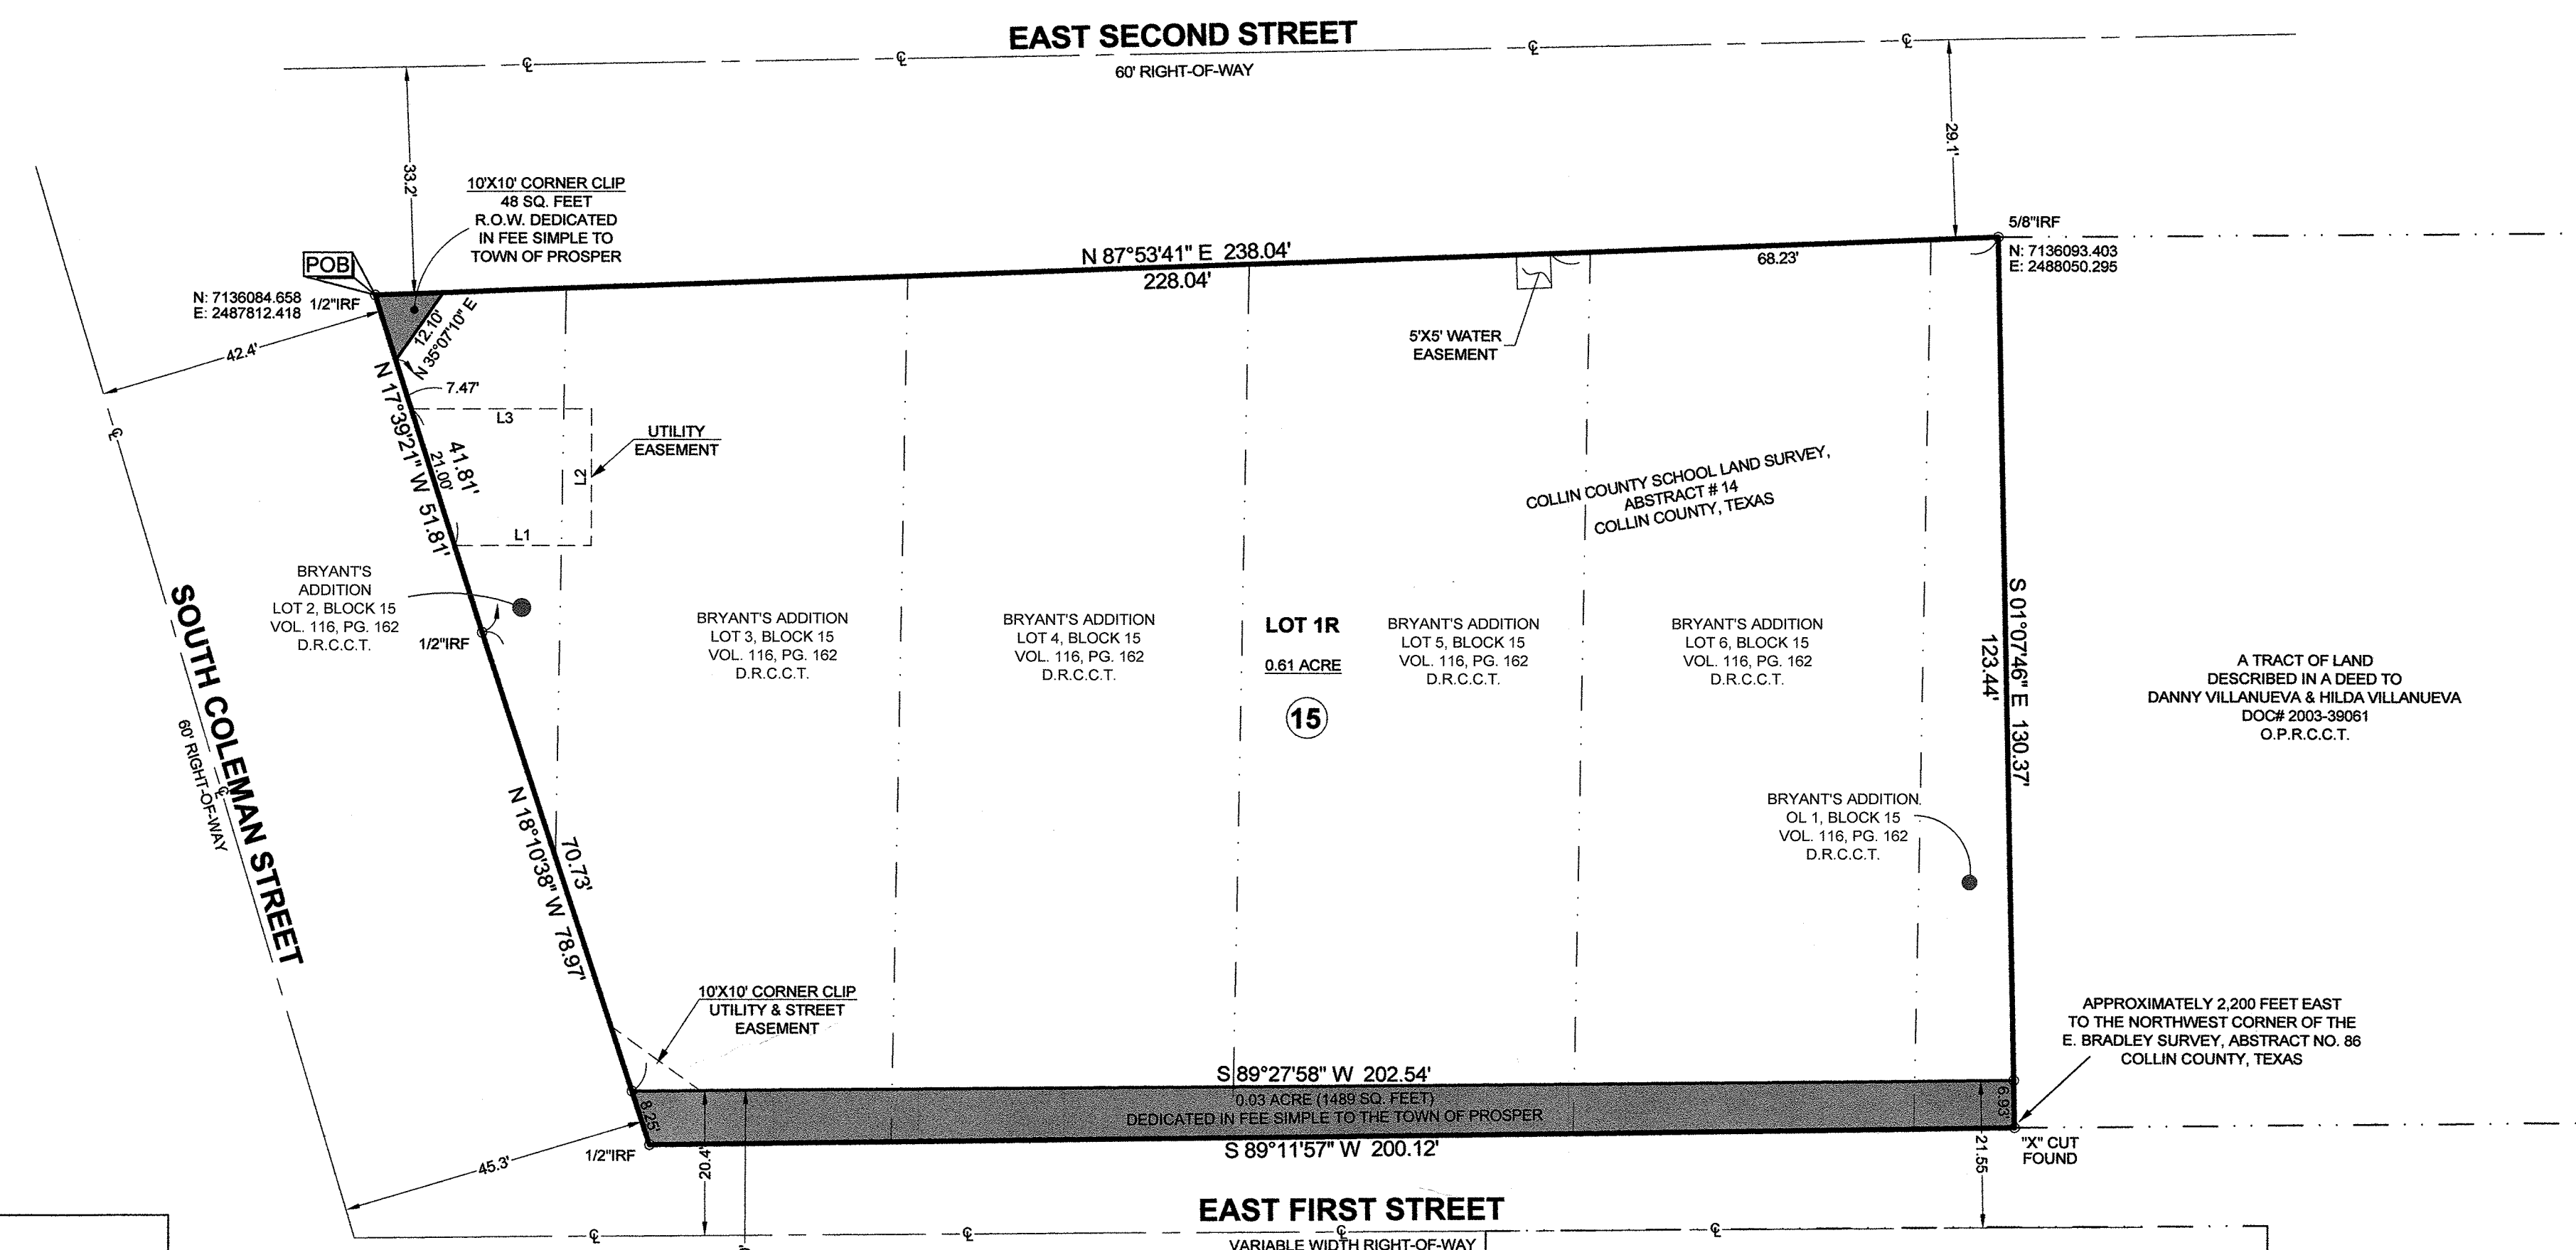 EAST SECOND STREET
60' RIGHT-OF-WAY
33.2'
29.1'
10'X10' CORNER CLIP
48 SQ. FEET
R.O.W. DEDICATED
IN FEE SIMPLE TO
TOWN OF PROSPER
POB
N: 7136084.658
E: 2487812.418
1/2"IRF
N 87°53'41" E 238.04'
228.04'
68.23'
5/8"IRF
N: 7136093.403
E: 2488050.295
42.4'
12.10'
N 35°07'10" E
7.47'
5'X5' WATER
EASEMENT
N 17°39'21" W 51.81'
41.81'
21.00'
L3
L2
L1
UTILITY
EASEMENT
COLLIN COUNTY SCHOOL LAND SURVEY,
ABSTRACT # 14
COLLIN COUNTY, TEXAS
BRYANT'S
ADDITION
LOT 2, BLOCK 15
VOL. 116, PG. 162
D.R.C.C.T.
1/2"IRF
BRYANT'S ADDITION
LOT 3, BLOCK 15
VOL. 116, PG. 162
D.R.C.C.T.
BRYANT'S ADDITION
LOT 4, BLOCK 15
VOL. 116, PG. 162
D.R.C.C.T.
LOT 1R
0.61 ACRE
15
BRYANT'S ADDITION
LOT 5, BLOCK 15
VOL. 116, PG. 162
D.R.C.C.T.
BRYANT'S ADDITION
LOT 6, BLOCK 15
VOL. 116, PG. 162
D.R.C.C.T.
S 01°07'46" E 130.37'
123.44'
A TRACT OF LAND
DESCRIBED IN A DEED TO
DANNY VILLANUEVA & HILDA VILLANUEVA
DOC# 2003-39061
O.P.R.C.C.T.
SOUTH COLEMAN STREET
60' RIGHT-OF-WAY
N 18°10'38" W 78.97'
70.73'
BRYANT'S ADDITION
OL 1, BLOCK 15
VOL. 116, PG. 162
D.R.C.C.T.
10'X10' CORNER CLIP
UTILITY & STREET
EASEMENT
APPROXIMATELY 2,200 FEET EAST
TO THE NORTHWEST CORNER OF THE
E. BRADLEY SURVEY, ABSTRACT NO. 86
COLLIN COUNTY, TEXAS
S 89°27'58" W 202.54'
0.03 ACRE (1489 SQ. FEET)
DEDICATED IN FEE SIMPLE TO THE TOWN OF PROSPER
8.25'
6.93'
S 89°11'57" W 200.12'
1/2"IRF
45.3'
20.4'
21.55
"X" CUT
FOUND
EAST FIRST STREET
VARIABLE WIDTH RIGHT-OF-WAY